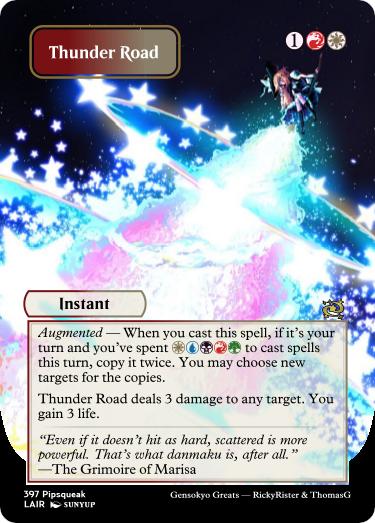 Thunder Road
1
Instant
Augmented — When you cast this spell, if it's your
turn and you've spent to cast spells
this turn, copy it twice. You may choose new
targets for the copies.
Thunder Road deals 3 damage to any target. You
gain 3 life.
“Even if it doesn't hit as hard, scattered is more
powerful. That's what danmaku is, after all.”
—The Grimoire of Marisa
397 Pipsqueak
LAIR SUNYUP
Gensokyo Greats — RickyRister & ThomasG